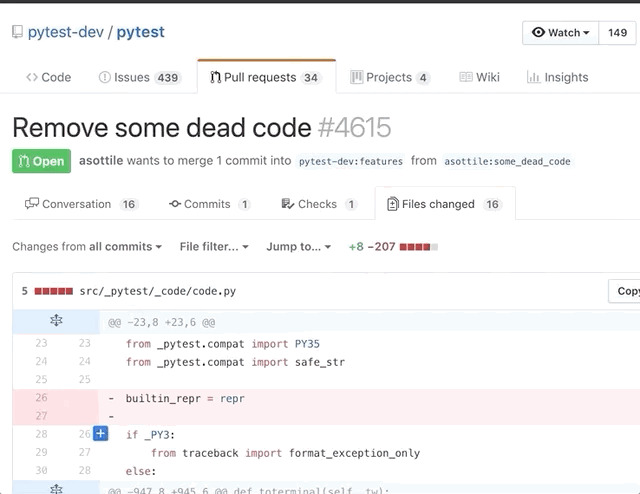 pytest-dev / pytest
Watch 149
Code Issues 439 Pull requests 34 Projects 4 Wiki Insights
Remove some dead code #4615
Open asottile wants to merge 1 commit into pytest-dev:features from asottile:some_dead_code
Conversation 16 Commits 1 Checks 1 Files changed 16
Changes from all commits File filter... Jump to... +8 −207
5 src/_pytest/_code/code.py Copy
@@ -23,8 +23,6 @@
23 23 from _pytest.compat import PY35
24 24 from _pytest.compat import safe_str
25 25
26 - builtin_repr = repr
27 -
28 26 + if _PY3:
29 27 from traceback import format_exception_only
30 28 else:
@@ -947,8 +945,6 @@ def toterminal(self, tw):